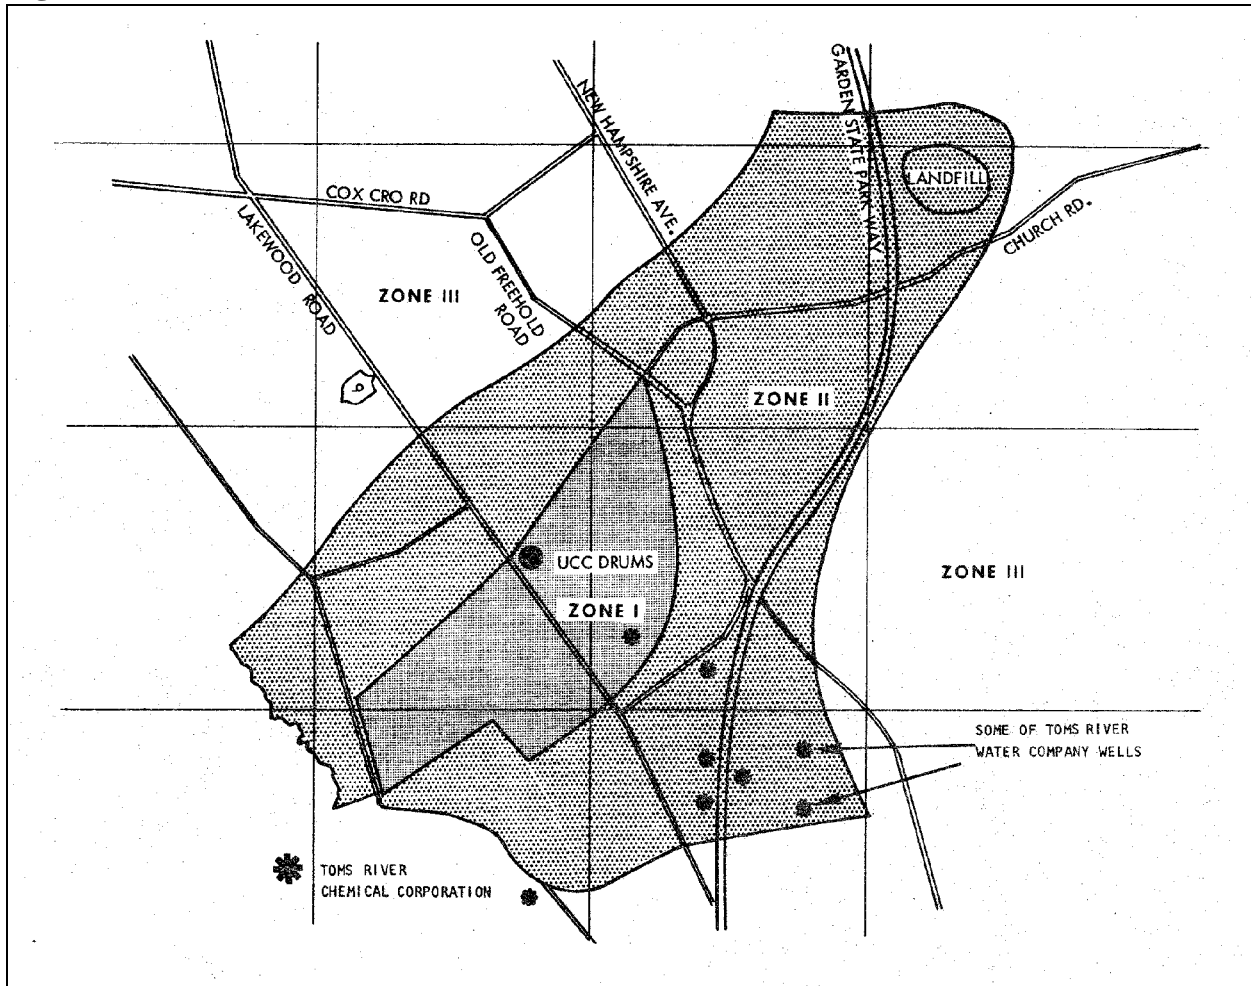 GARDEN STATE PARK WAY
NEW HAMPSHIRE AVE.
LANDFILL
COX CRO RD
LAKEWOOD ROAD
OLD FREEHOLD
ROAD
CHURCH RD.
ZONE III
ZONE II
UCC DRUMS
ZONE I
ZONE III
SOME OF TOMS RIVER
WATER COMPANY WELLS
TOMS RIVER
CHEMICAL CORPORATION